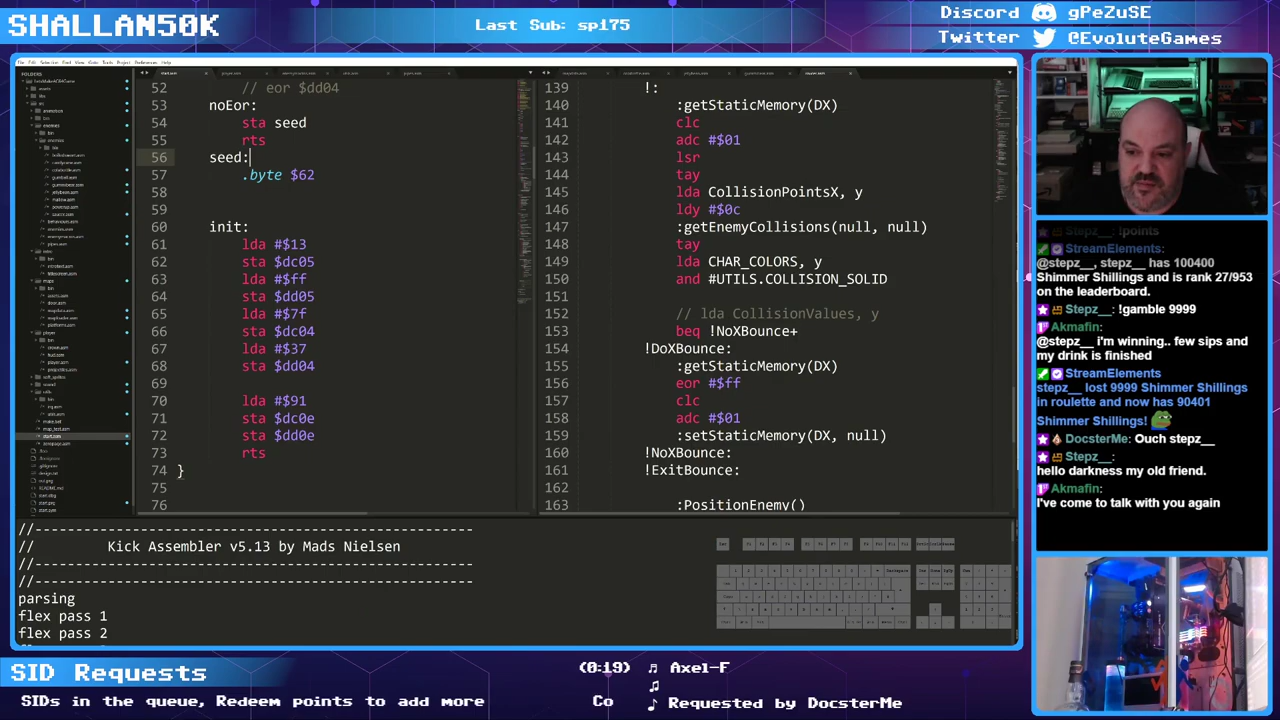 SHALLAN50K
Last Sub: sp175
Discord gPeZuSE
Twitter @EvoluteGames
FOLDERS
52 // eor $dd04
53 noEor:
54 sta seed
55 rts
56 seed:
57 .byte $62
58
59
60 init:
61 lda #$13
62 sta $dc05
63 lda #$ff
64 sta $dd05
65 lda #$7f
66 sta $dc04
67 lda #$37
68 sta $dd04
69
70 lda #$91
71 sta $dc0e
72 sta $dd0e
73 rts
74 }
75
76
139 !:
140 :getStaticMemory(DX)
141 clc
142 adc #$01
143 lsr
144 tay
145 lda CollisionPointsX, y
146 ldy #$0c
147 :getEnemyCollisions(null, null)
148 tay
149 lda CHAR_COLORS, y
150 and #UTILS.COLLISION_SOLID
151
152 // lda CollisionValues, y
153 beq !NoXBounce+
154 !DoXBounce:
155 :getStaticMemory(DX)
156 eor #$ff
157 clc
158 adc #$01
159 :setStaticMemory(DX, null)
160 !NoXBounce:
161 !ExitBounce:
162
163 :PositionEnemy()
//------------------------------------------------------
// Kick Assembler v5.13 by Mads Nielsen
//------------------------------------------------------
//------------------------------------------------------
parsing
flex pass 1
flex pass 2
Stepz__: !points
StreamElements:
@stepz__, stepz__ has 100400
Shimmer Shillings and is rank 27/953
on the leaderboard.
Stepz__: !gamble 9999
Akmafin:
@stepz__ i'm winning.. few sips and
my drink is finished
StreamElements
stepz__ lost 9999 Shimmer Shillings
in roulette and now has 90401
Shimmer Shillings!
DocsterMe: Ouch stepz__
Stepz__:
hello darkness my old friend.
Akmafin:
I've come to talk with you again
SID Requests
SIDs in the queue, Redeem points to add more
(0:19) Axel-F
Co
Requested by DocsterMe